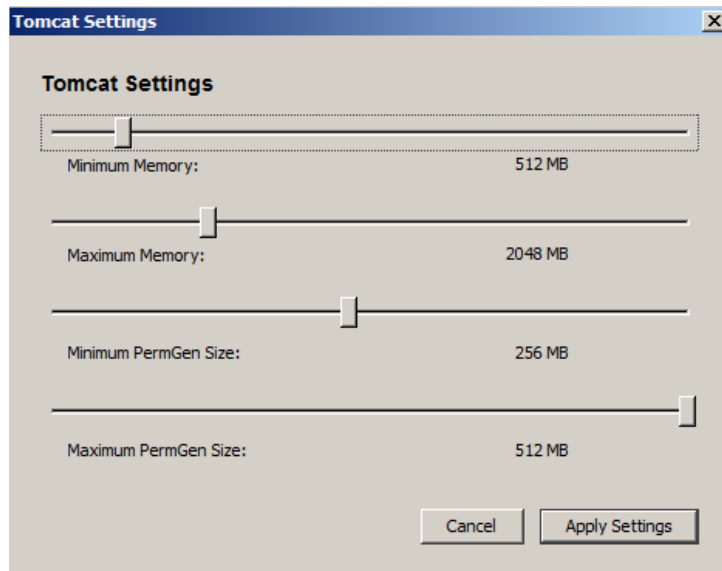 Tomcat Settings
Tomcat Settings
Minimum Memory: 512 MB
Maximum Memory: 2048 MB
Minimum PermGen Size: 256 MB
Maximum PermGen Size: 512 MB
Cancel Apply Settings